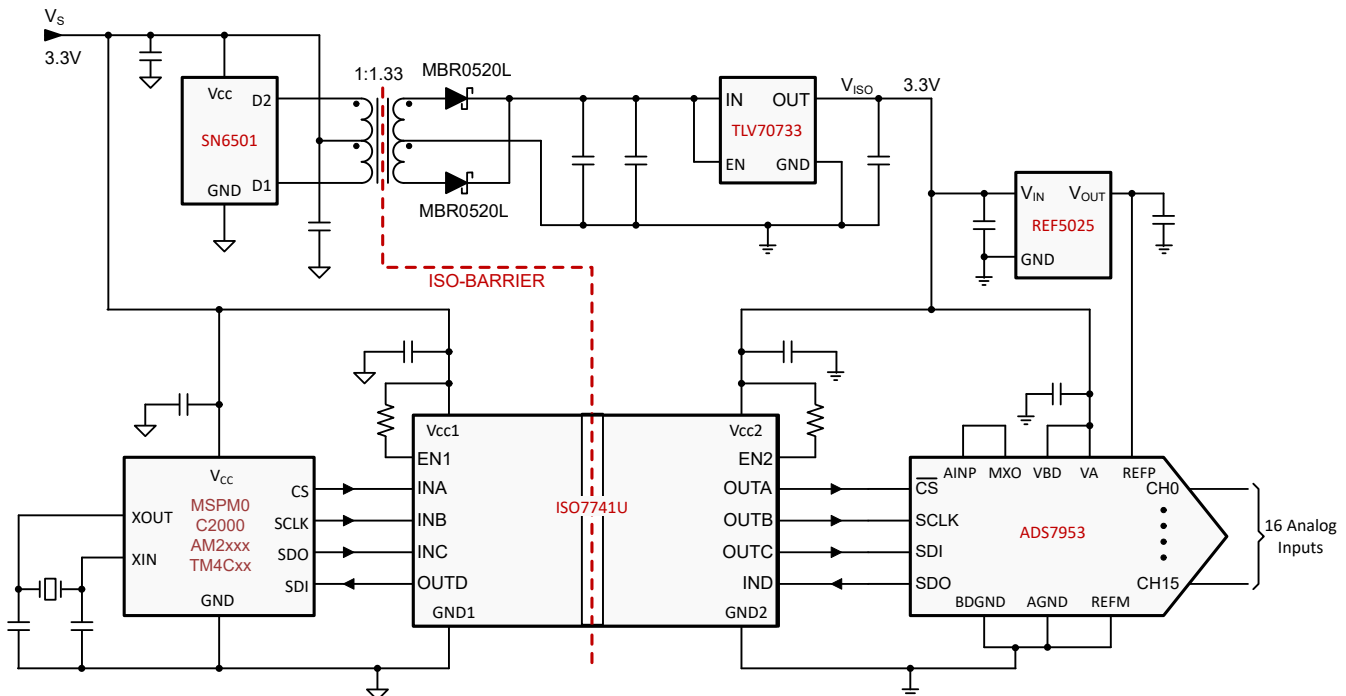 VS
3.3V
Vcc
D2
SN6501
GND
D1
1:1.33
MBR0520L
MBR0520L
IN
OUT
TLV70733
EN
GND
VISO
3.3V
VIN
VOUT
REF5025
GND
ISO-BARRIER
VCC
MSPM0
C2000
AM2xxx
TM4Cxx
XOUT
XIN
CS
SCLK
SDO
SDI
GND
Vcc1
EN1
INA
INB
INC
OUTD
GND1
ISO7741U
Vcc2
EN2
OUTA
OUTB
OUTC
IND
GND2
AINP
MXO
VBD
VA
REFP
CS
SCLK
SDI
SDO
ADS7953
CH0
CH15
BDGND
AGND
REFM
16 Analog
Inputs